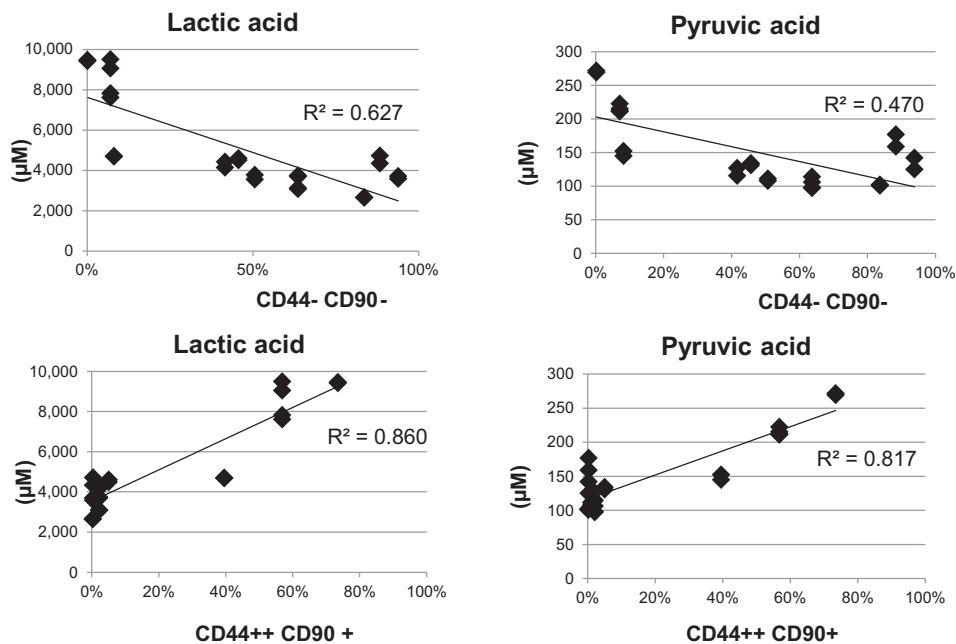 Lactic acid
10,000
8,000
6,000
4,000
2,000
0
(µM)
R² = 0.627
0% 50% 100%
CD44- CD90-
Pyruvic acid
300
250
200
150
100
50
0
(µM)
R² = 0.470
0% 20% 40% 60% 80% 100%
CD44- CD90-
Lactic acid
10,000
8,000
6,000
4,000
2,000
0
(µM)
R² = 0.860
0% 20% 40% 60% 80% 100%
CD44++ CD90 +
Pyruvic acid
300
250
200
150
100
50
0
(µM)
R² = 0.817
0% 20% 40% 60% 80% 100%
CD44++ CD90+